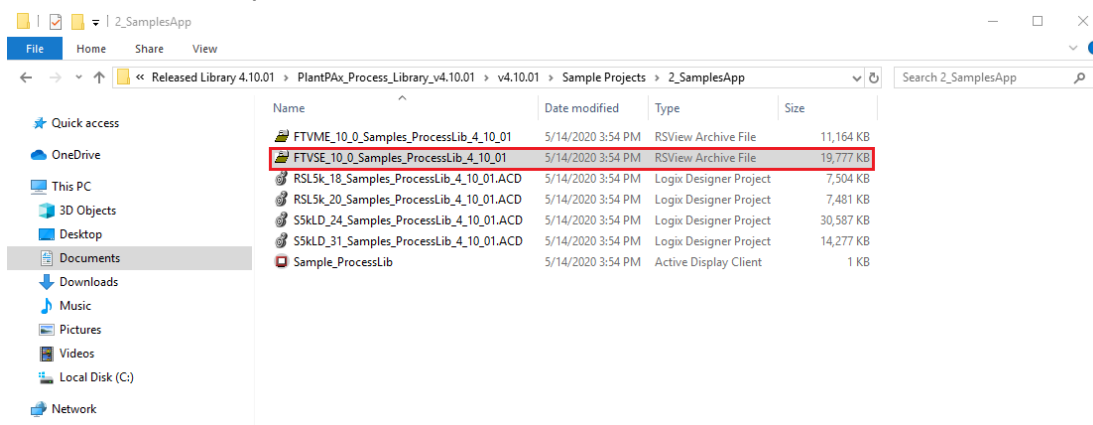 2_SamplesApp
File Home Share View
« Released Library 4.10.01 > PlantPAx_Process_Library_v4.10.01 > v4.10.01 > Sample Projects > 2_SamplesApp Search 2_SamplesApp
Name Date modified Type Size
Quick access
OneDrive
This PC
3D Objects
Desktop
Documents
Downloads
Music
Pictures
Videos
Local Disk (C:)
Network
FTVME_10_0_Samples_ProcessLib_4_10_01 5/14/2020 3:54 PM RSView Archive File 11,164 KB
FTVSE_10_0_Samples_ProcessLib_4_10_01 5/14/2020 3:54 PM RSView Archive File 19,777 KB
RSL5k_18_Samples_ProcessLib_4_10_01.ACD 5/14/2020 3:54 PM Logix Designer Project 7,504 KB
RSL5k_20_Samples_ProcessLib_4_10_01.ACD 5/14/2020 3:54 PM Logix Designer Project 7,481 KB
S5kLD_24_Samples_ProcessLib_4_10_01.ACD 5/14/2020 3:54 PM Logix Designer Project 30,587 KB
S5kLD_31_Samples_ProcessLib_4_10_01.ACD 5/14/2020 3:54 PM Logix Designer Project 14,277 KB
Sample_ProcessLib 5/14/2020 3:54 PM Active Display Client 1 KB